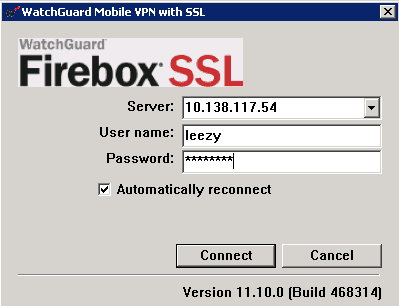 WatchGuard Mobile VPN with SSL
WatchGuard
Firebox SSL
Server: 10.138.117.54
User name: leezy
Password: ********
Automatically reconnect
Connect Cancel
Version 11.10.0 (Build 468314)